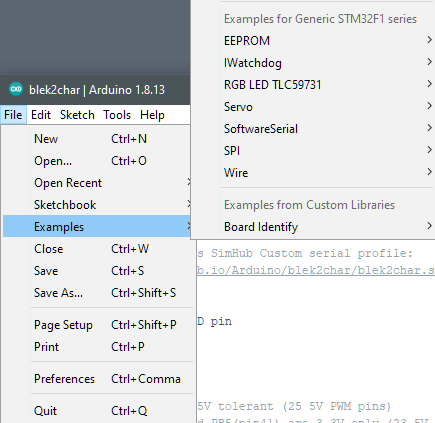 Examples for Generic STM32F1 series
EEPROM
IWatchdog
RGB LED TLC59731
Servo
SoftwareSerial
SPI
Wire
Examples from Custom Libraries
Board Identify
blek2char | Arduino 1.8.13
File Edit Sketch Tools Help
New Ctrl+N
Open... Ctrl+O
Open Recent
Sketchbook
Examples
Close Ctrl+W
Save Ctrl+S
Save As... Ctrl+Shift+S
Page Setup Ctrl+Shift+P
Print Ctrl+P
Preferences Ctrl+Comma
Quit Ctrl+Q
s SimHub Custom serial profile:
b.io/Arduino/blek2char/blek2char.s
D pin
5V tolerant (25 5V PWM pins)
d PB5(pin41) are 3.3V only (23 5V